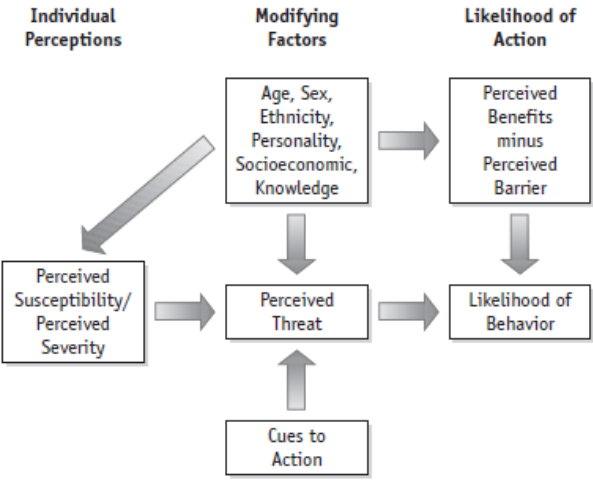 Individual
Perceptions
Modifying
Factors
Likelihood of
Action
Age, Sex,
Ethnicity,
Personality,
Socioeconomic,
Knowledge
Perceived
Benefits
minus
Perceived
Barrier
Perceived
Susceptibility/
Perceived
Severity
Perceived
Threat
Likelihood of
Behavior
Cues to
Action